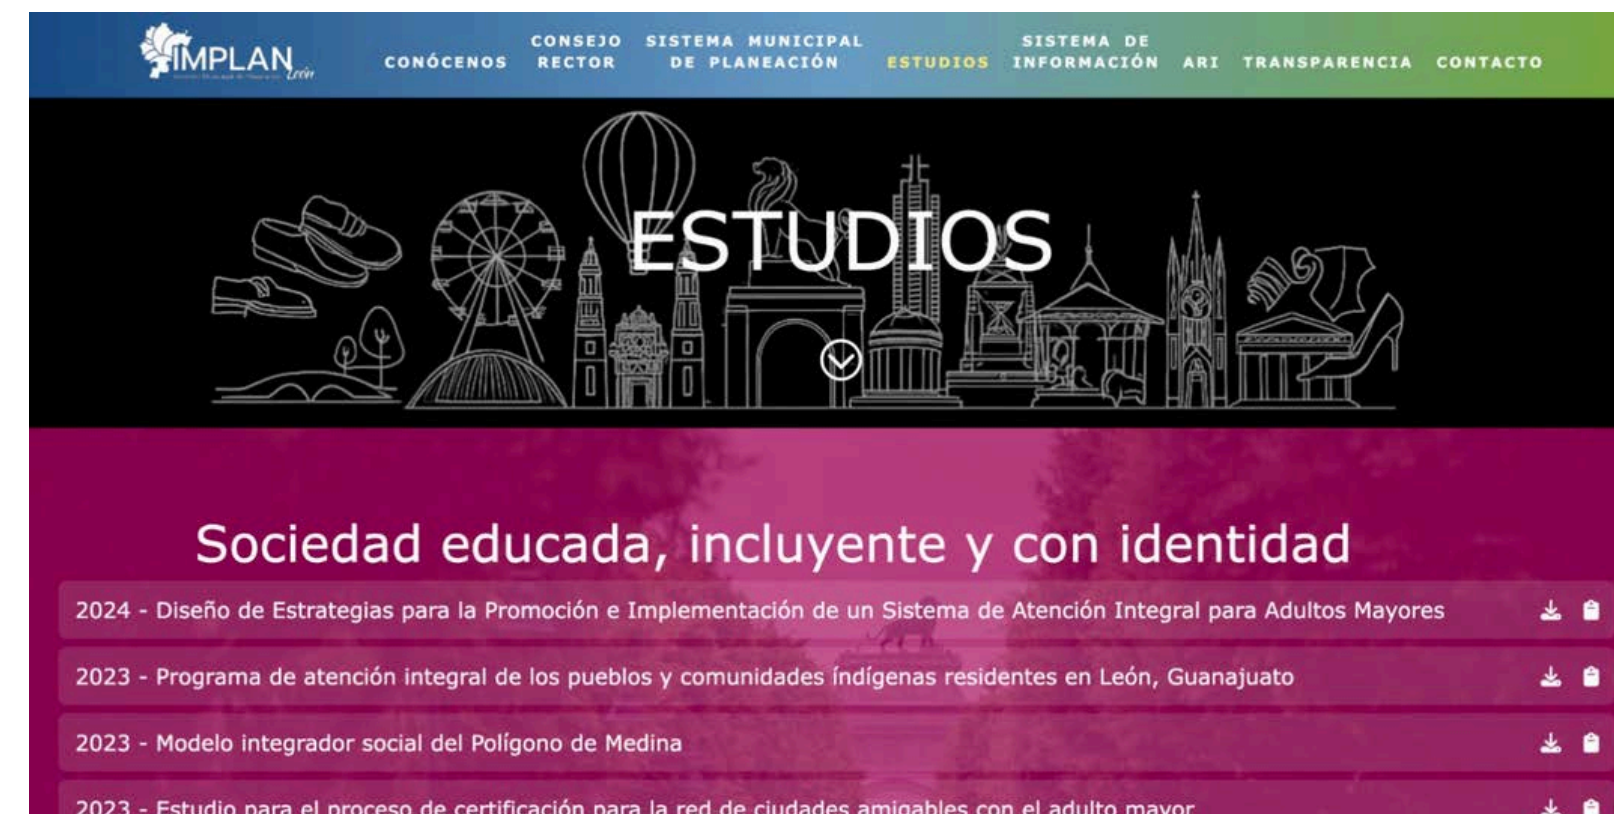 IMPLAN
León
CONÓCENOS
CONSEJO
RECTOR
SISTEMA MUNICIPAL
DE PLANEACIÓN
ESTUDIOS
SISTEMA DE
INFORMACIÓN
ARI
TRANSPARENCIA
CONTACTO
ESTUDIOS
Sociedad educada, incluyente y con identidad
2024 - Diseño de Estrategias para la Promoción e Implementación de un Sistema de Atención Integral para Adultos Mayores
2023 - Programa de atención integral de los pueblos y comunidades índígenas residentes en León, Guanajuato
2023 - Modelo integrador social del Polígono de Medina
2023 - Estudio para el proceso de certificación para la red de ciudades amigables con el adulto mayor